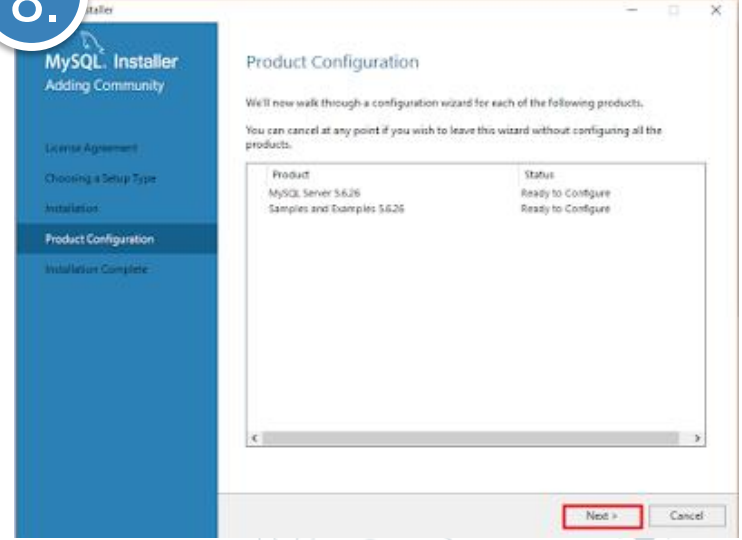 MySQL. Installer
Adding Community
License Agreement
Choosing a Setup Type
Installation
Product Configuration
Installation Complete
Product Configuration
We'll now walk through a configuration wizard for each of the following products.
You can cancel at any point if you wish to leave this wizard without configuring all the
products.
Product Status
MySQL Server 5.6.26 Ready to Configure
Samples and Examples 5.6.26 Ready to Configure
Next >
Cancel